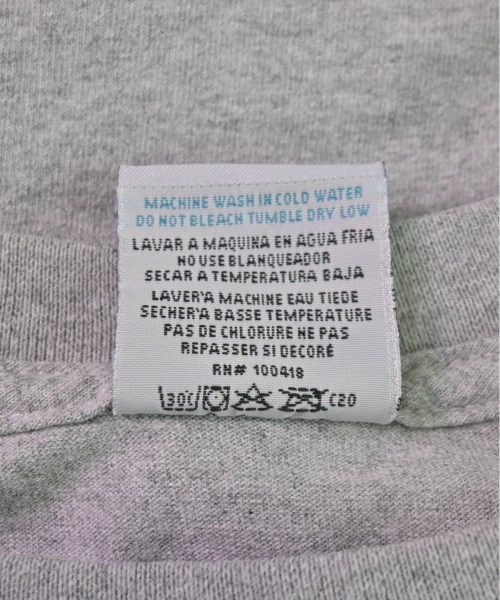 MACHINE WASH IN COLD WATER
DO NOT BLEACH TUMBLE DRY LOW
LAVAR A MAQUINA EN AGUA FRIA
NO USE BLANQUEADOR
SECAR A TEMPERATURA BAJA
LAVER'A MACHINE EAU TIEDE
SECHER'A BASSE TEMPERATURE
PAS DE CHLORURE NE PAS
REPASSER SI DECORÉ
RN# 100418
30C C20